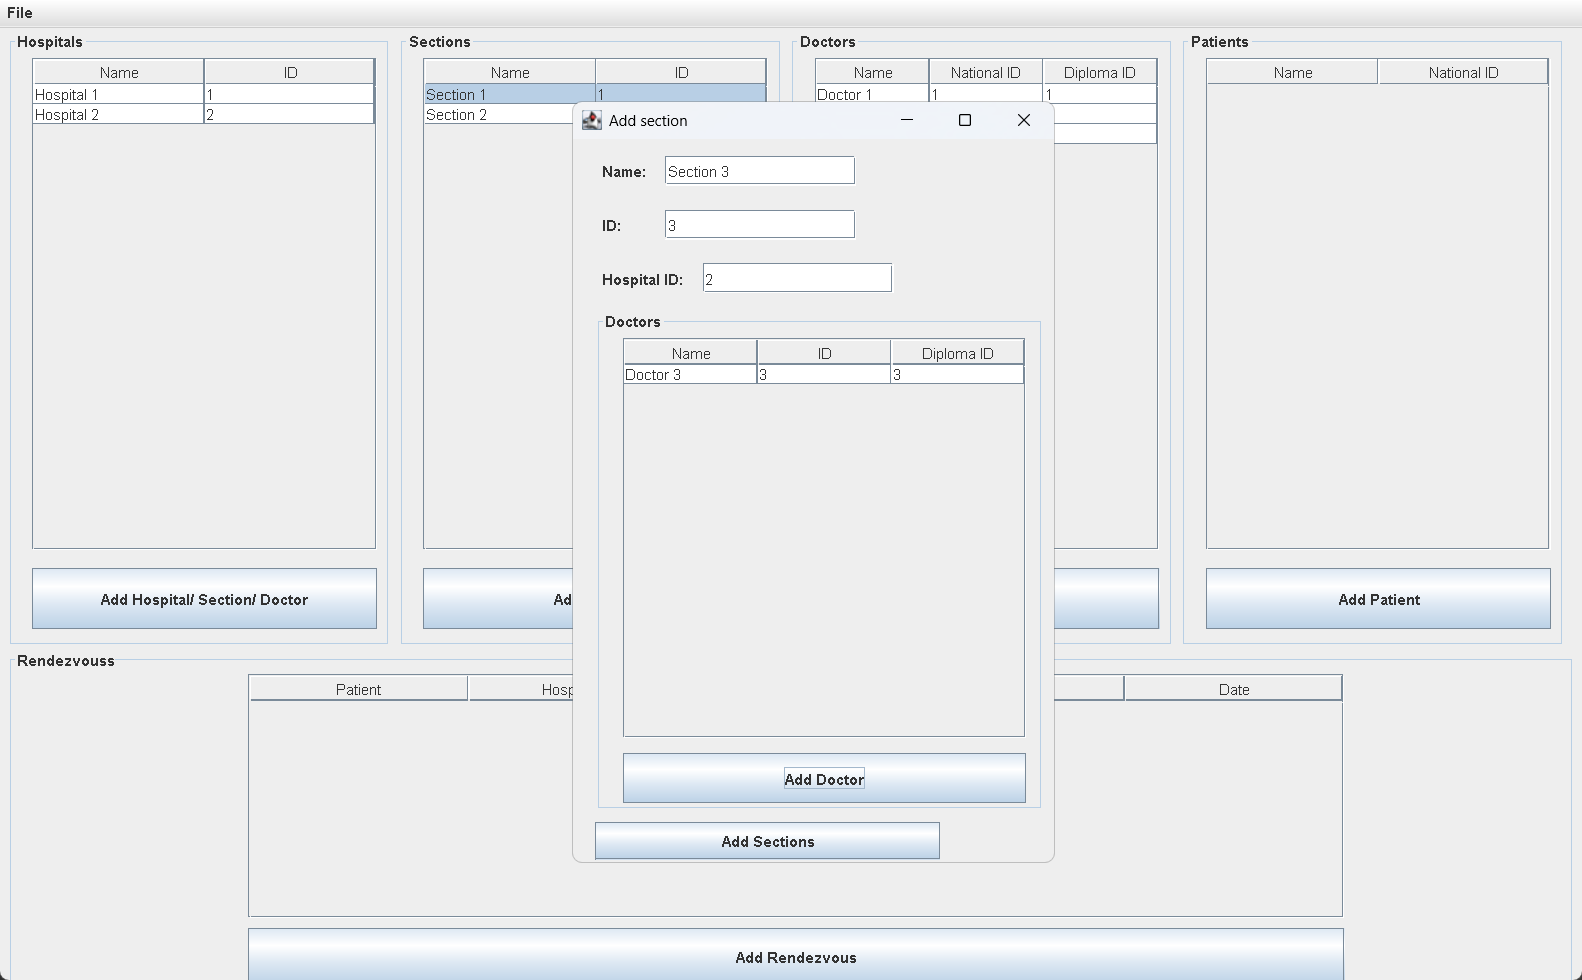 File
Hospitals
Name ID
Hospital 1 1
Hospital 2 2
Add Hospital/ Section/ Doctor
Sections
Name ID
Section 1 1
Section 2
Ad
Doctors
Name National ID Diploma ID
Doctor 1 1 1
Patients
Name National ID
Add Patient
Add section
Name: Section 3
ID: 3
Hospital ID: 2
Doctors
Name ID Diploma ID
Doctor 3 3 3
Add Doctor
Add Sections
Rendezvouss
Patient Hosp Date
Add Rendezvous